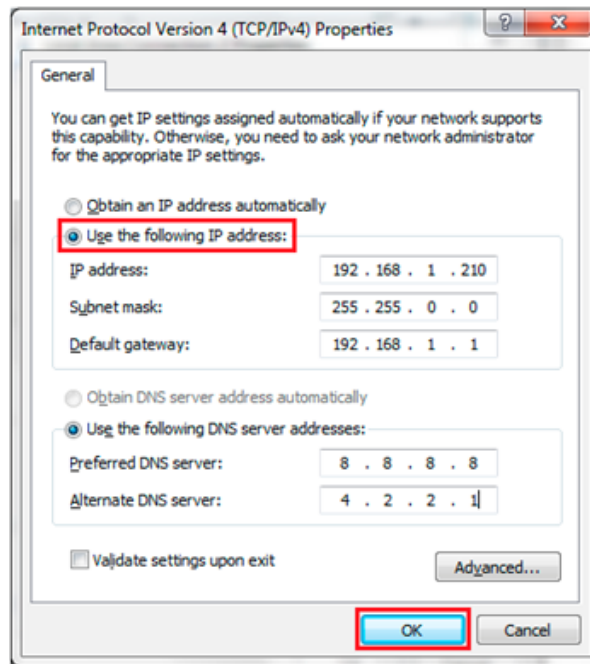 Internet Protocol Version 4 (TCP/IPv4) Properties
General
You can get IP settings assigned automatically if your network supports
this capability. Otherwise, you need to ask your network administrator
for the appropriate IP settings.
Obtain an IP address automatically
Use the following IP address:
IP address: 192 . 168 . 1 . 210
Subnet mask: 255 . 255 . 0 . 0
Default gateway: 192 . 168 . 1 . 1
Obtain DNS server address automatically
Use the following DNS server addresses:
Preferred DNS server: 8 . 8 . 8 . 8
Alternate DNS server: 4 . 2 . 2 . 1
Validate settings upon exit
Advanced...
OK Cancel